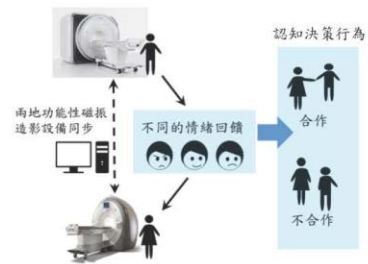 認知決策行為
兩地功能性磁振
造影設備同步
不同的情緒回饋
合作
不合作